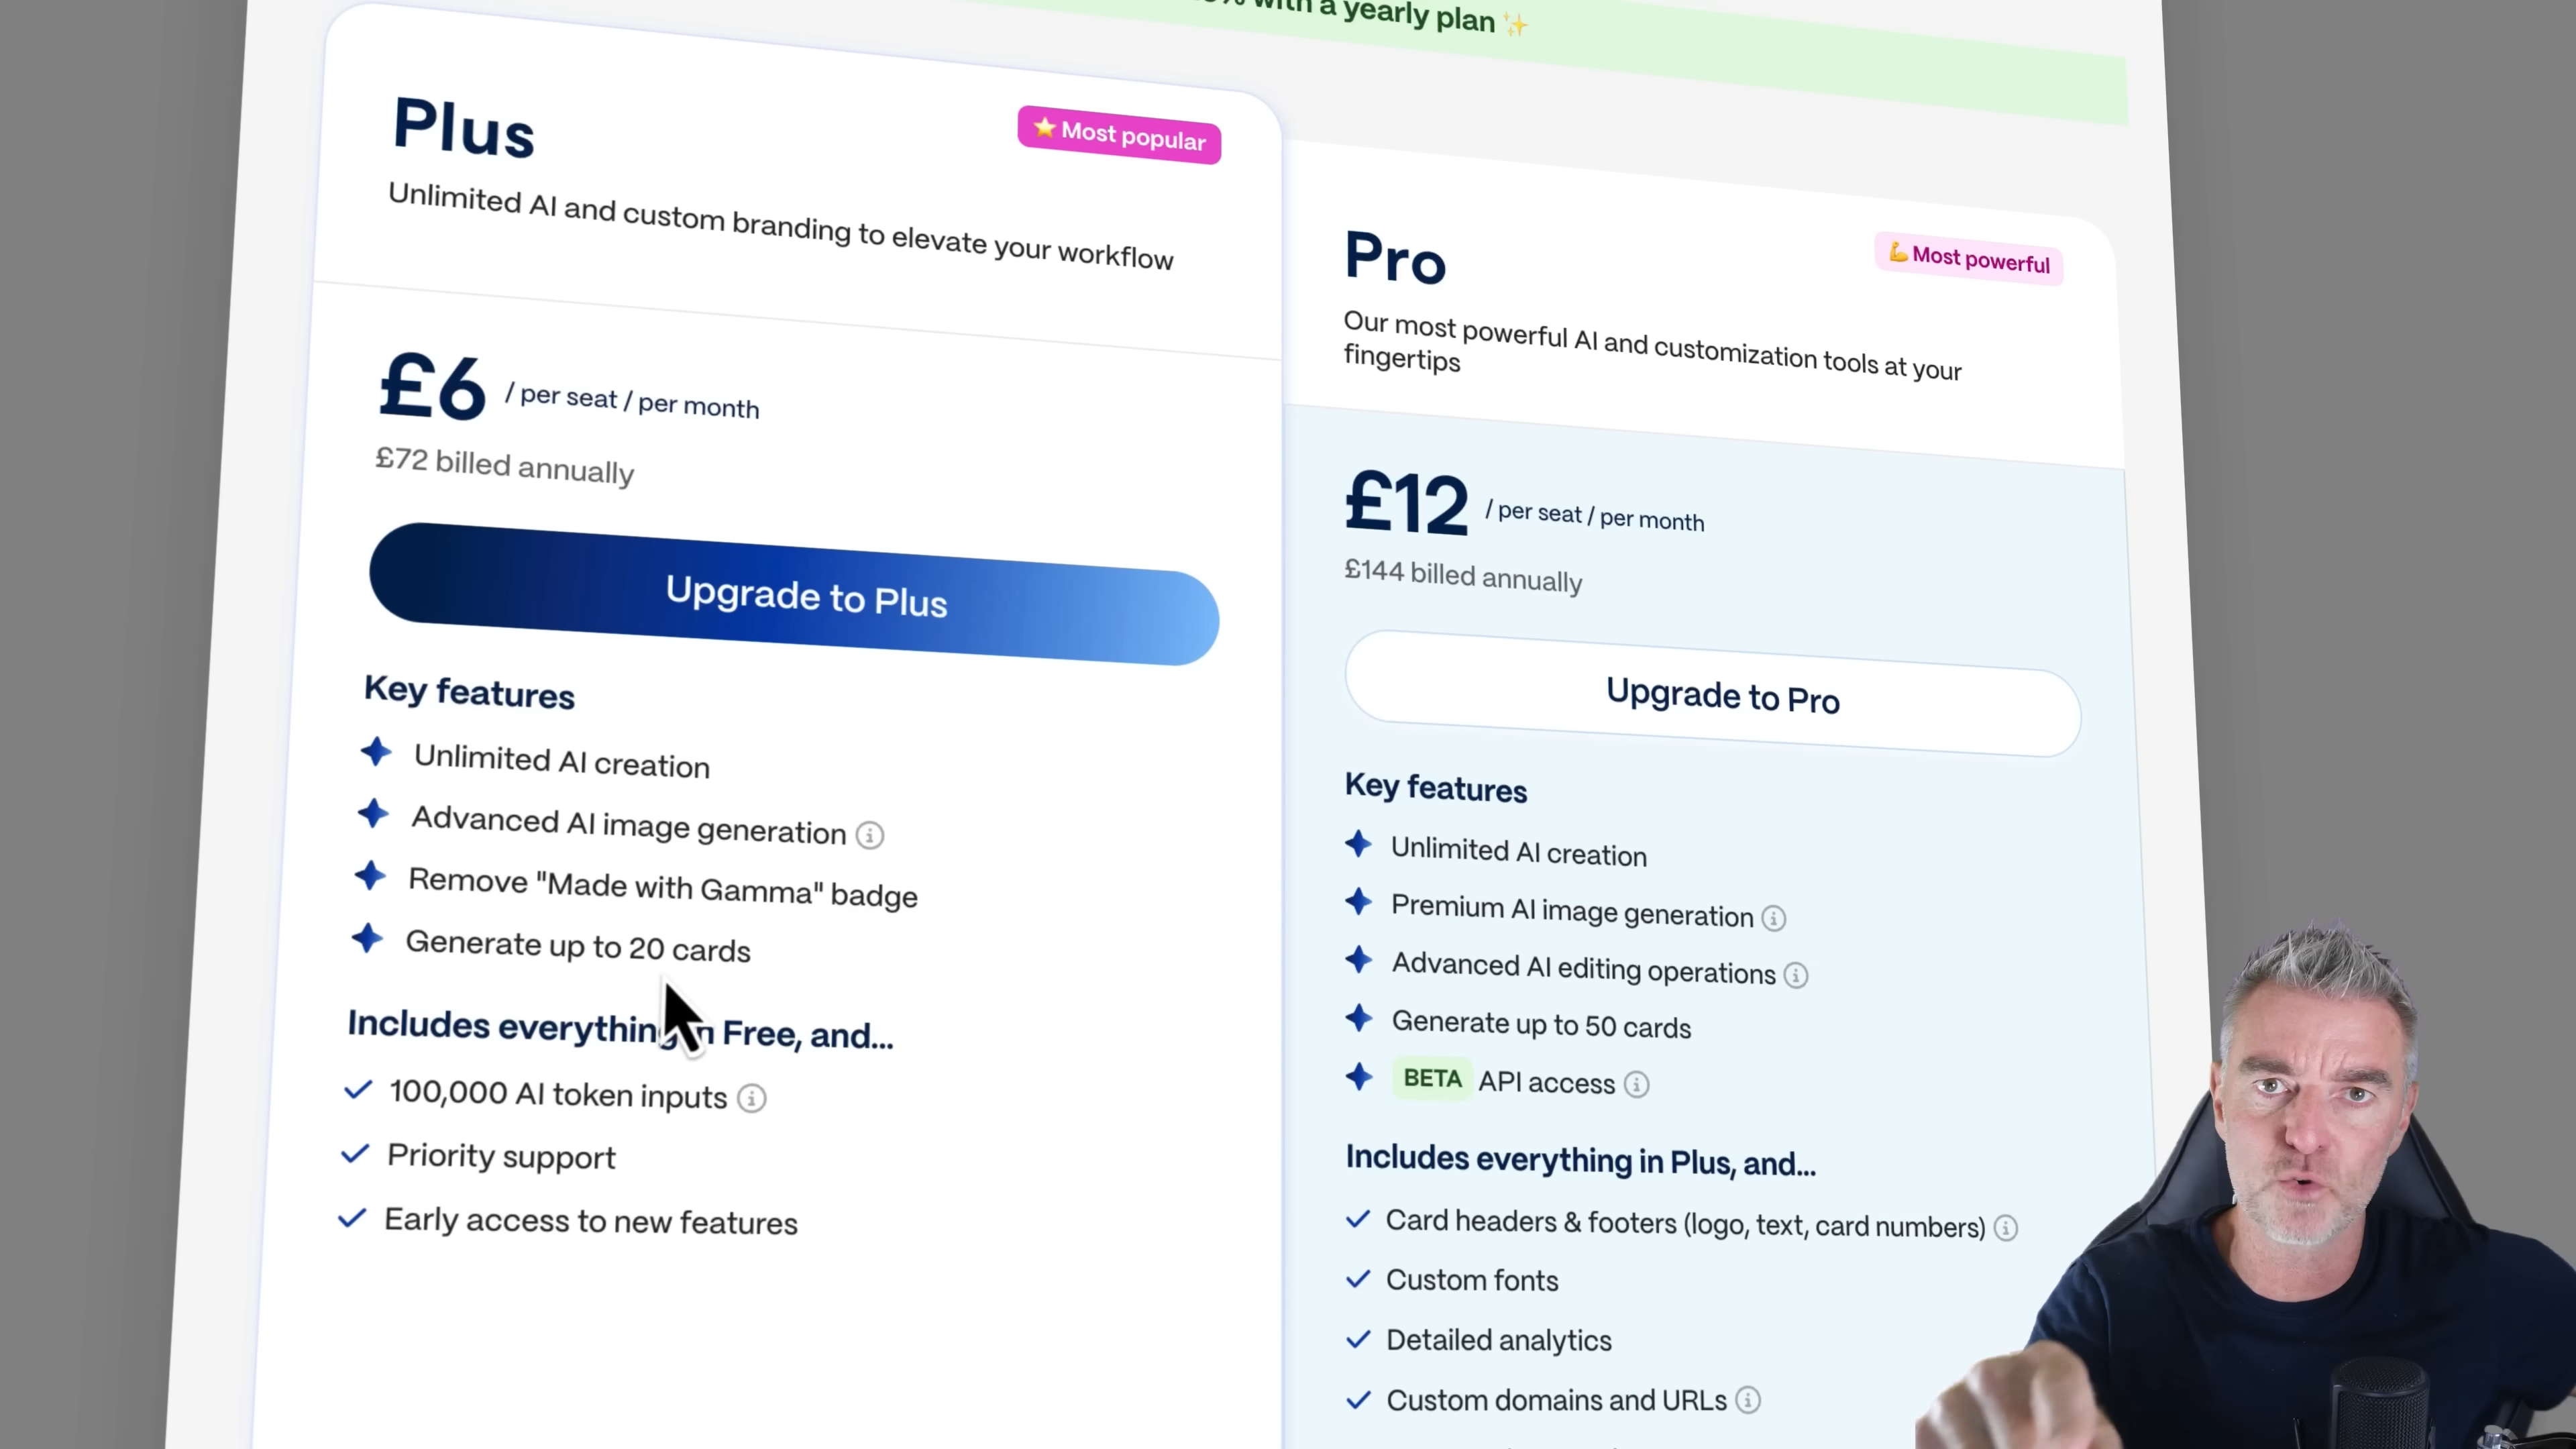 with a yearly plan ✨
Plus
⭐ Most popular
Unlimited AI and custom branding to elevate your workflow
£6 / per seat / per month
£72 billed annually
Upgrade to Plus
Key features
Unlimited AI creation
Advanced AI image generation
Remove "Made with Gamma" badge
Generate up to 20 cards
Includes everything in Free, and...
100,000 AI token inputs
Priority support
Early access to new features
Pro
💪 Most powerful
Our most powerful AI and customization tools at your
fingertips
£12 / per seat / per month
£144 billed annually
Upgrade to Pro
Key features
Unlimited AI creation
Premium AI image generation
Advanced AI editing operations
Generate up to 50 cards
BETA API access
Includes everything in Plus, and...
Card headers & footers (logo, text, card numbers)
Custom fonts
Detailed analytics
Custom domains and URLs